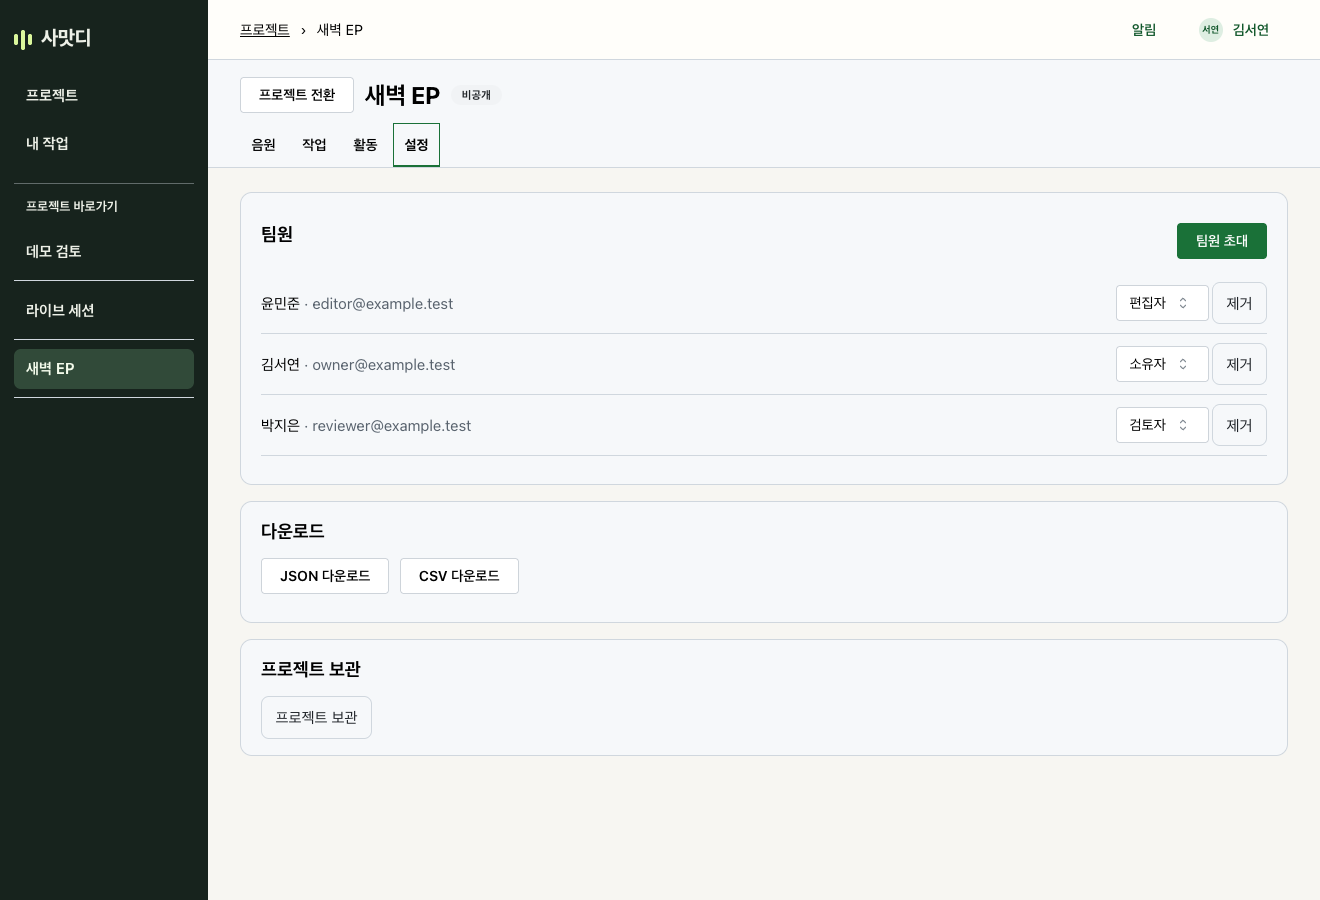 사맛디
프로젝트
내 작업
프로젝트 바로가기
데모 검토
라이브 세션
새벽 EP
프로젝트 › 새벽 EP
알림
서연 김서연
프로젝트 전환 새벽 EP 비공개
음원 작업 활동 설정
팀원
팀원 초대
윤민준 · editor@example.test 편집자 제거
김서연 · owner@example.test 소유자 제거
박지은 · reviewer@example.test 검토자 제거
다운로드
JSON 다운로드 CSV 다운로드
프로젝트 보관
프로젝트 보관